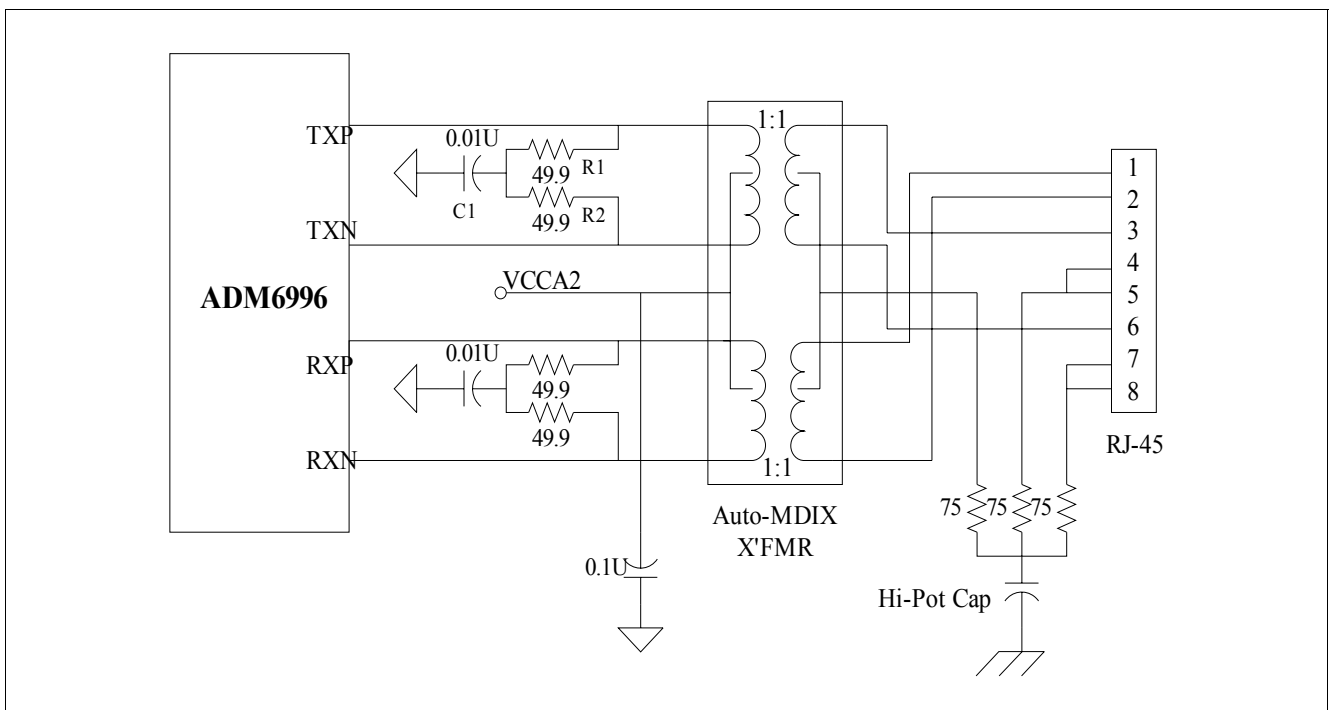 TXP
0.01U
49.9
R1
C1
49.9
R2
TXN
ADM6996
VCCA2
RXP
0.01U
49.9
49.9
RXN
0.1U
1:1
1:1
Auto-MDIX
X'FMR
1
2
3
4
5
6
7
8
RJ-45
75
75
75
Hi-Pot Cap